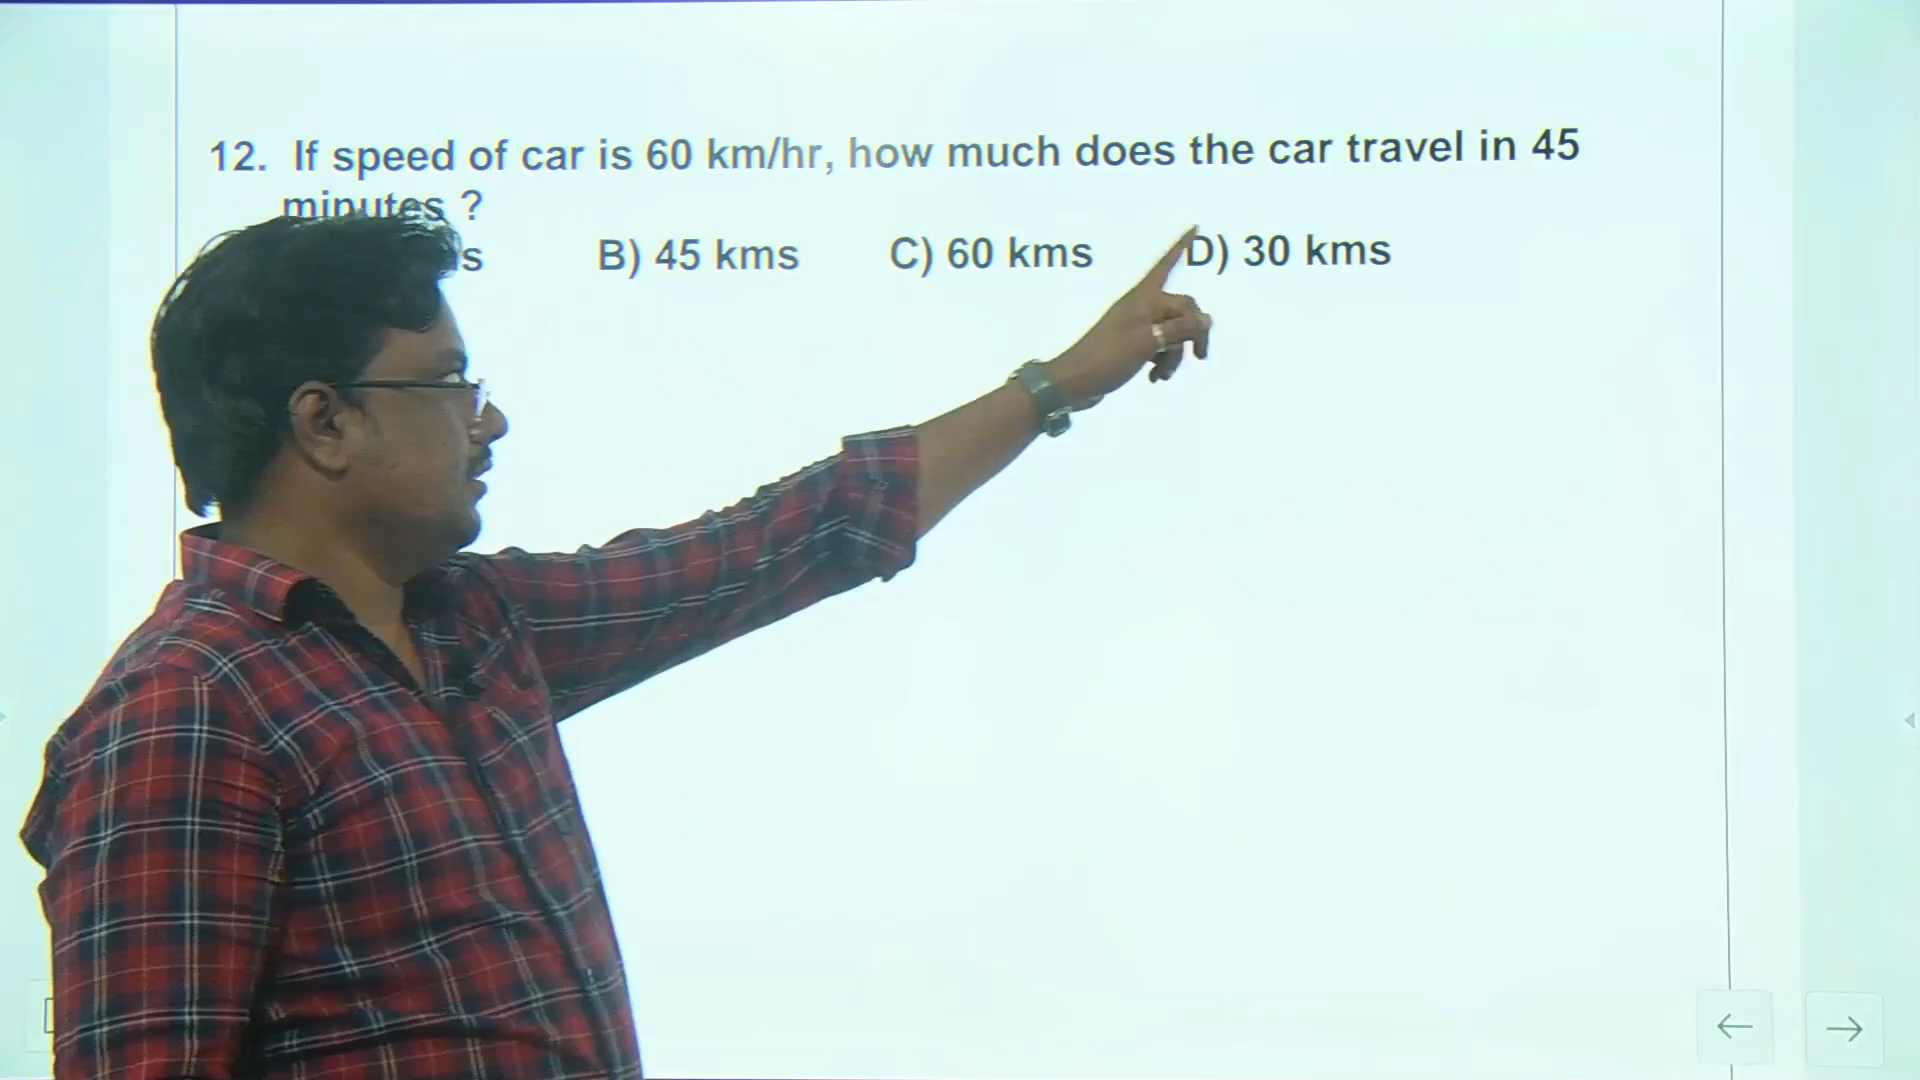 12. If speed of car is 60 km/hr, how much does the car travel in 45
minutes ?
s B) 45 kms C) 60 kms D) 30 kms